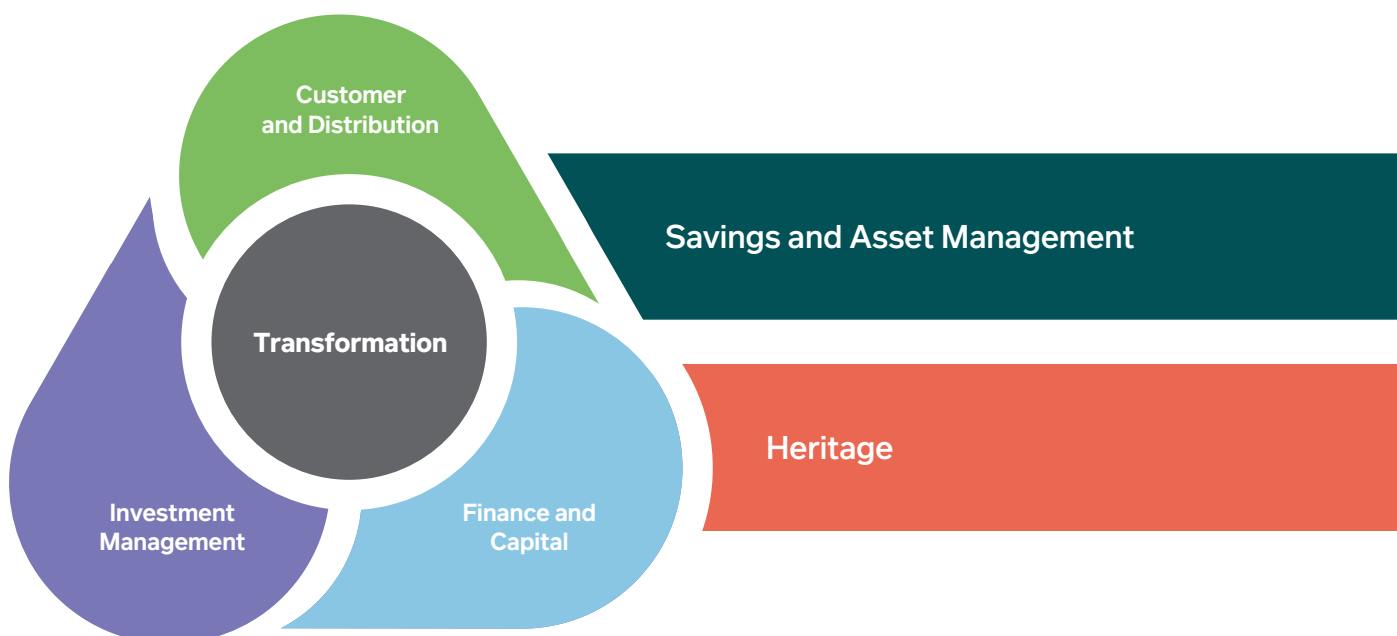 Customer
and Distribution
Savings and Asset Management
Transformation
Heritage
Investment
Management
Finance and
Capital